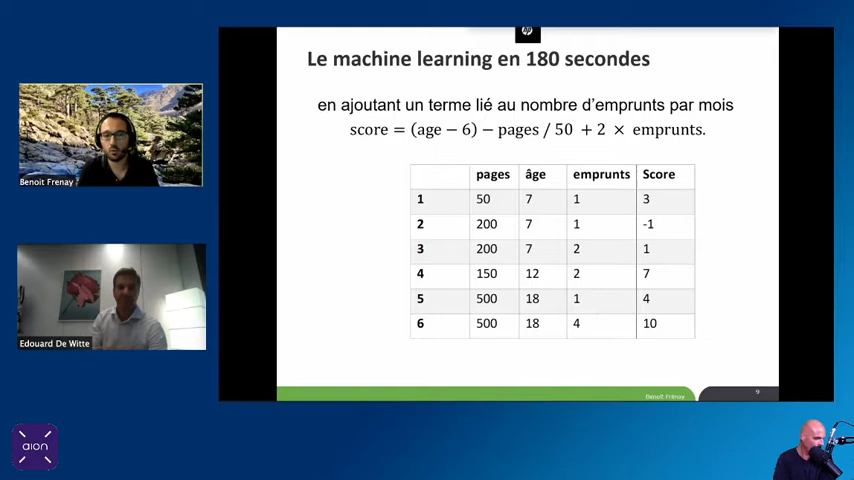 hp
Le machine learning en 180 secondes
en ajoutant un terme lié au nombre d'emprunts par mois
score = (age − 6) − pages / 50 + 2 × emprunts.
pages âge emprunts Score
1 50 7 1 3
2 200 7 1 -1
3 200 7 2 1
4 150 12 2 7
5 500 18 1 4
6 500 18 4 10
Benoit Frénay 9
Benoit Frenay
Edouard De Witte
aion